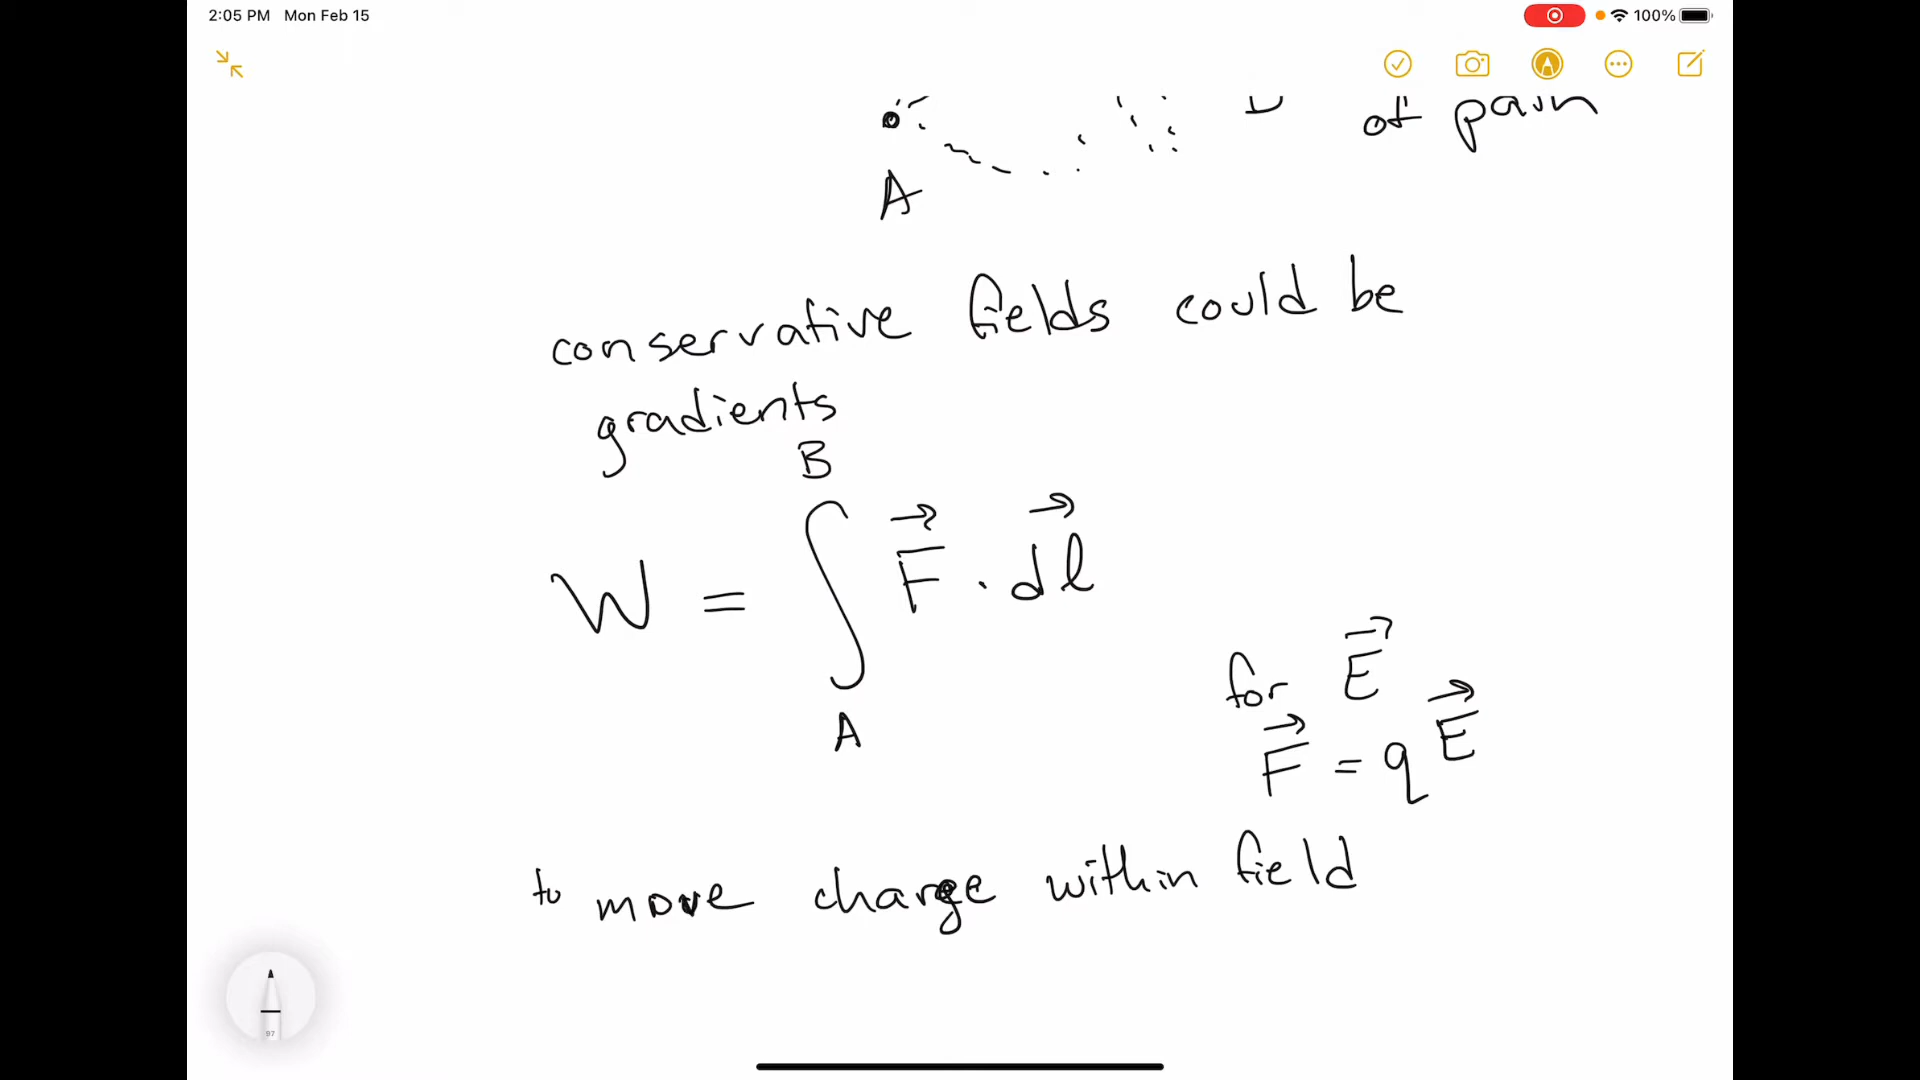 2:05 PM Mon Feb 15
100%
of path
A
conservative fields could be
gradients
B
W = ∫ F⃗ · dl⃗
A
for E⃗
F⃗ = q E⃗
to move charge within field
97